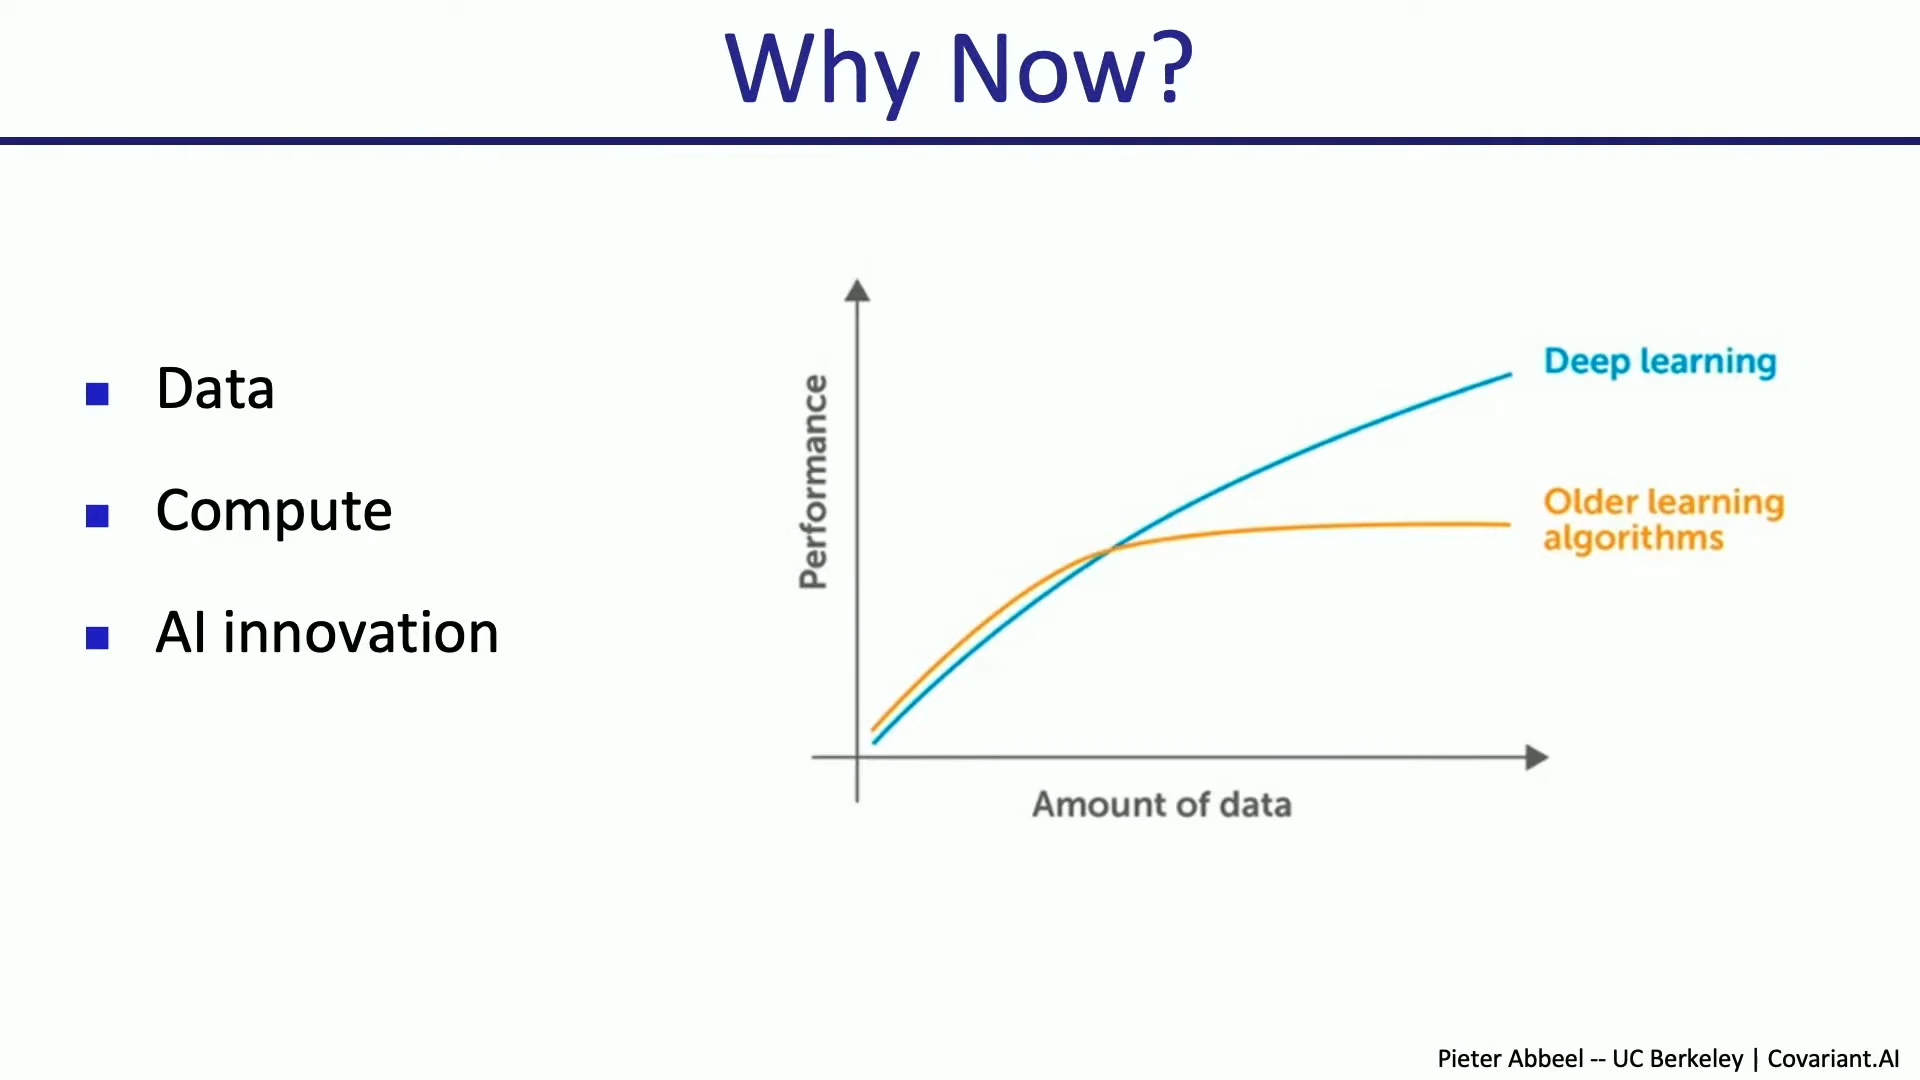 Why Now?
Data
Compute
AI innovation
Performance
Deep learning
Older learning
algorithms
Amount of data
Pieter Abbeel -- UC Berkeley | Covariant.AI